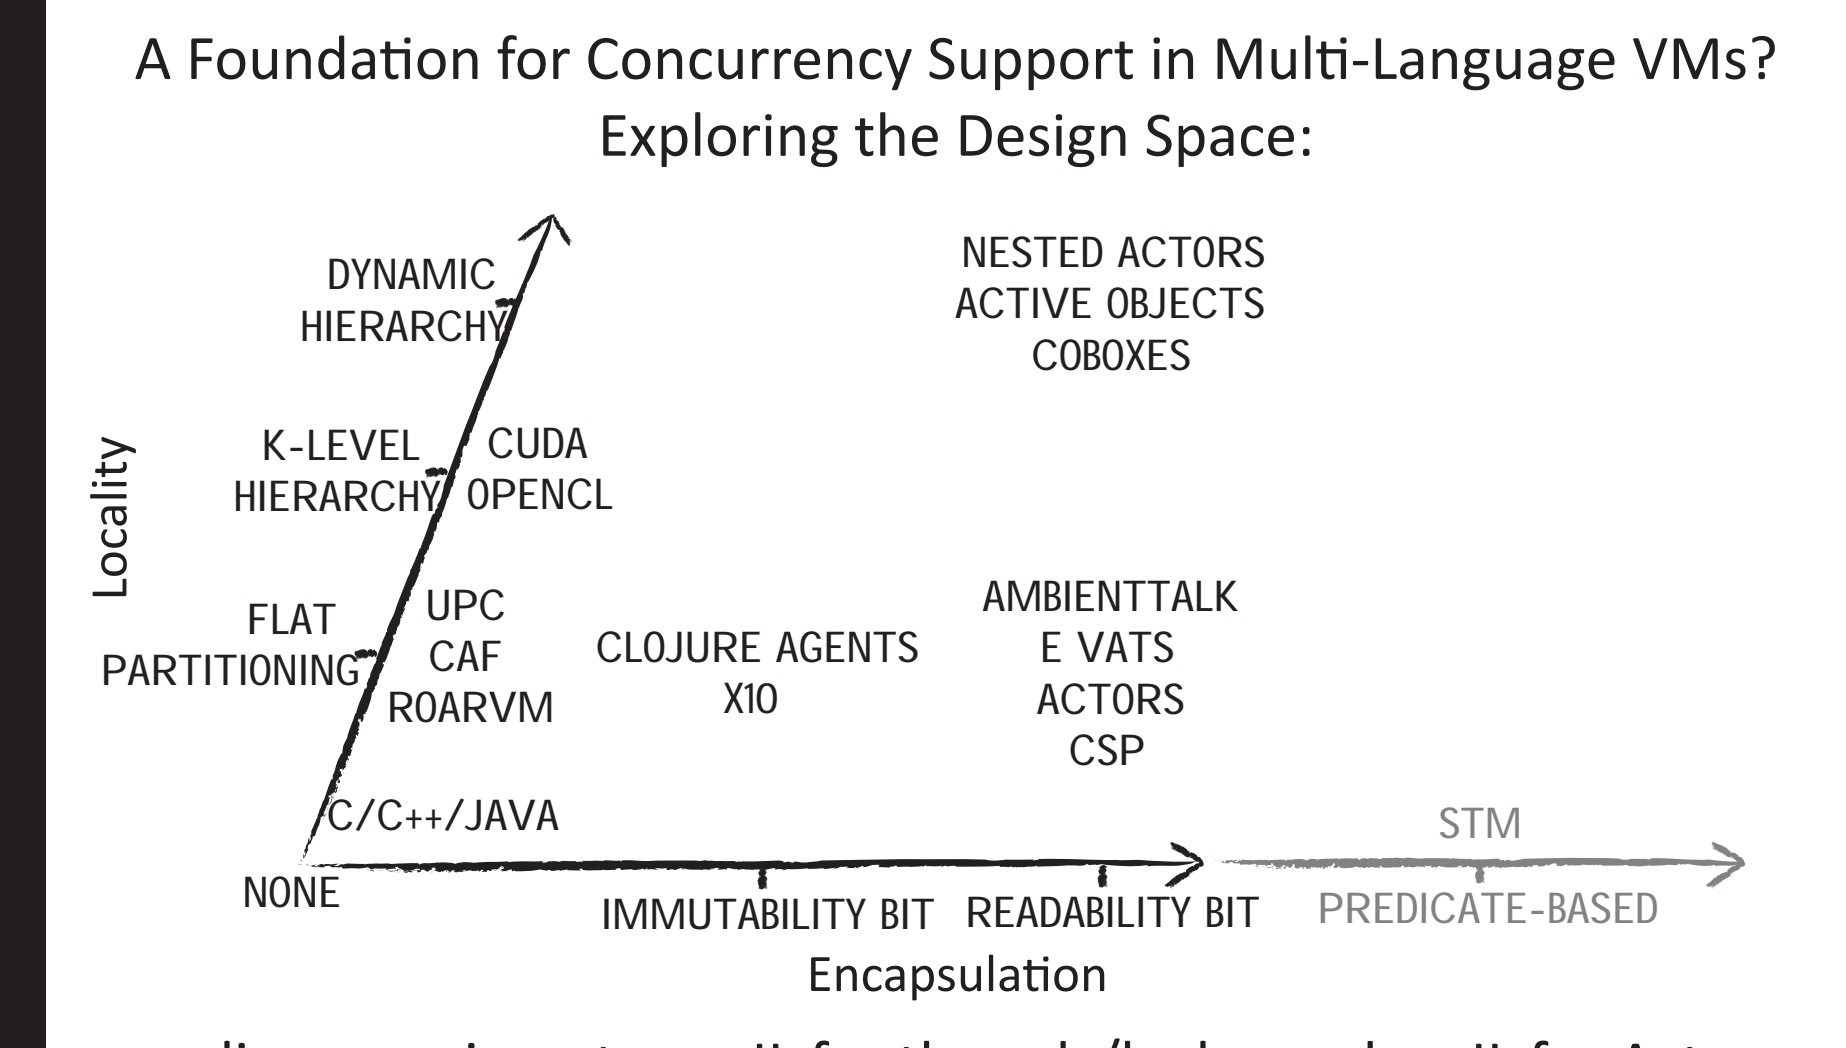 A Foundation for Concurrency Support in Multi-Language VMs?
Exploring the Design Space:
DYNAMIC
HIERARCHY
NESTED ACTORS
ACTIVE OBJECTS
COBOXES
Locality
K-LEVEL
HIERARCHY
CUDA
OPENCL
FLAT
PARTITIONING
UPC
CAF
ROARVM
CLOJURE AGENTS
X10
AMBIENTTALK
E VATS
ACTORS
CSP
C/C++/JAVA
STM
NONE
IMMUTABILITY BIT
READABILITY BIT
PREDICATE-BASED
Encapsulation